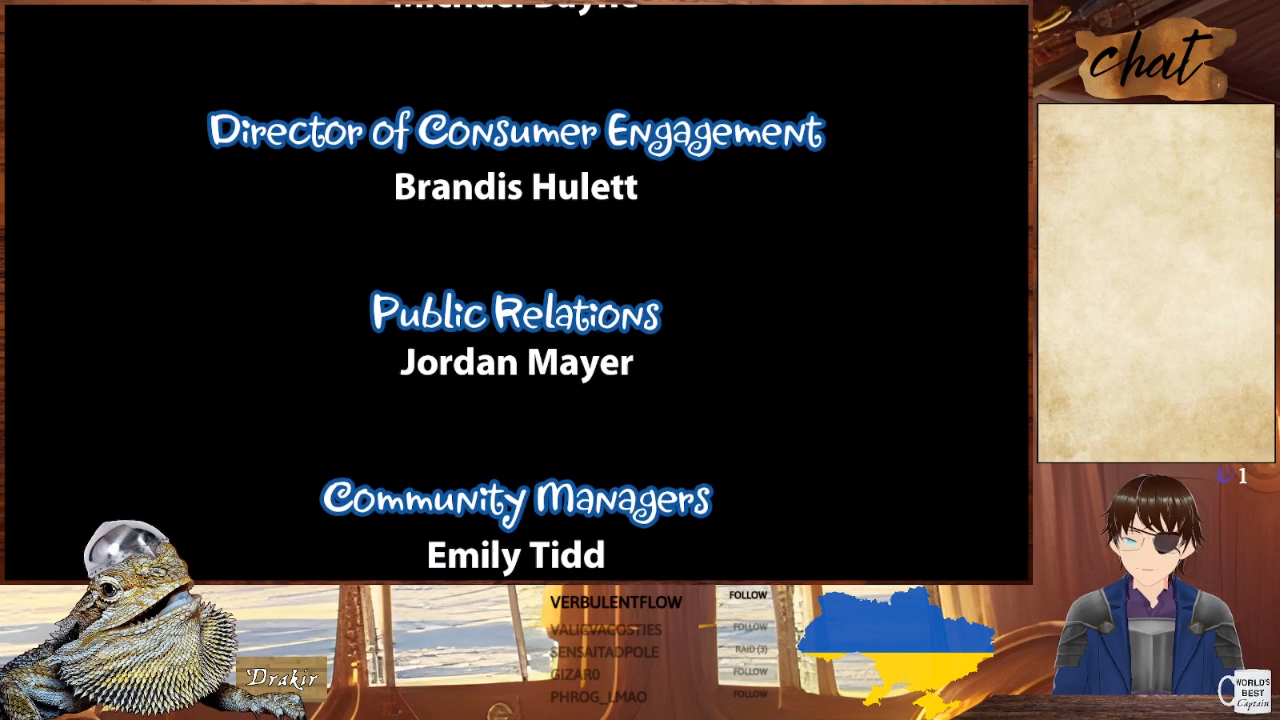 Director of Consumer Engagement
Brandis Hulett
Public Relations
Jordan Mayer
Community Managers
Emily Tidd
chat
1
VERBULENTFLOW FOLLOW
VALICVACOSTIES FOLLOW
SENSAITADPOLE RAID (3)
GIZAR0 FOLLOW
PHROG_LMAO FOLLOW
Drakir
WORLD'S
BEST
Captain